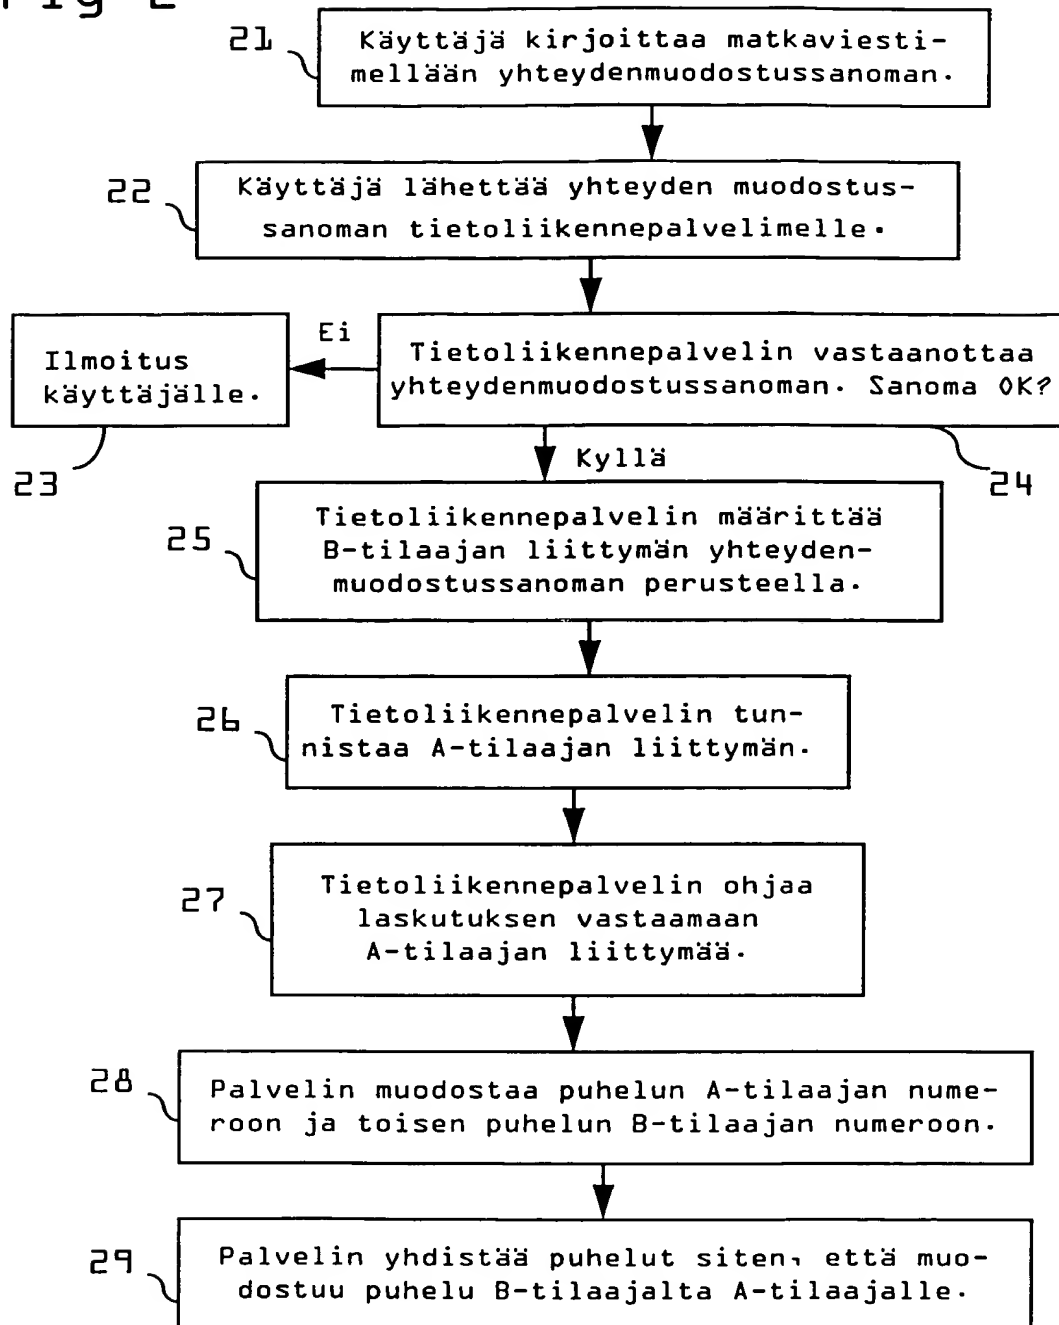 Fig 2
21
Käyttäjä kirjoittaa matkaviesti-
mellään yhteydenmuodostussanoman.
22
Käyttäjä lähettää yhteyden muodostus-
sanoman tietoliikennepalvelimelle.
Ei
Ilmoitus
käyttäjälle.
23
Tietoliikennepalvelin vastaanottaa
yhteydenmuodostussanoman. Sanoma OK?
24
Kyllä
25
Tietoliikennepalvelin määrittää
B-tilaajan liittymän yhteyden-
muodostussanoman perusteella.
26
Tietoliikennepalvelin tun-
nistaa A-tilaajan liittymän.
27
Tietoliikennepalvelin ohjaa
laskutuksen vastaamaan
A-tilaajan liittymää.
28
Palvelin muodostaa puhelun A-tilaajan nume-
roon ja toisen puhelun B-tilaajan numeroon.
29
Palvelin yhdistää puhelut siten, että muo-
dostuu puhelu B-tilaajalta A-tilaajalle.